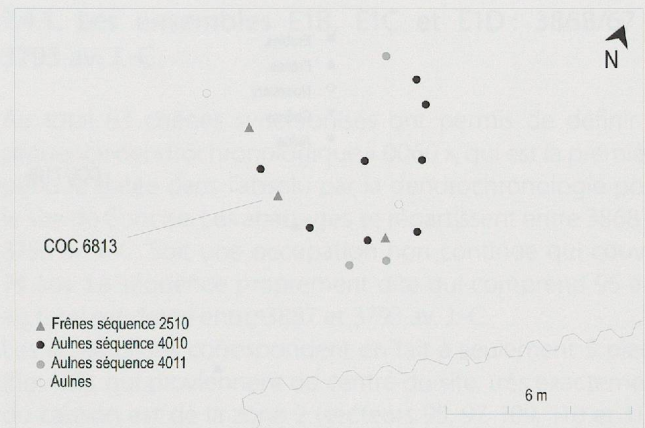 N
COC 6813
Frênes séquence 2510
Aulnes séquence 4010
Aulnes séquence 4011
Aulnes
6 m